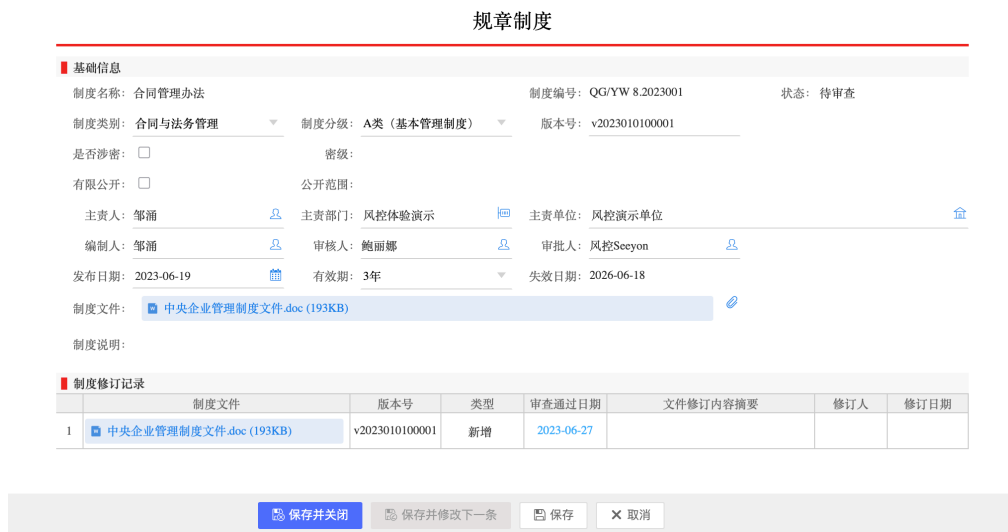 规章制度
基础信息
制度名称: 合同管理办法 制度编号: QG/YW 8.2023001 状态: 待审查
制度类别: 合同与法务管理 制度分级: A类（基本管理制度） 版本号: v2023010100001
是否涉密: 密级:
有限公开: 公开范围:
主责人: 邹涌 主责部门: 风控体验演示 主责单位: 风控演示单位
编制人: 邹涌 审核人: 鲍丽娜 审批人: 风控Seeyon
发布日期: 2023-06-19 有效期: 3年 失效日期: 2026-06-18
制度文件: 中央企业管理制度文件.doc (193KB)
制度说明:
制度修订记录
制度文件 版本号 类型 审查通过日期 文件修订内容摘要 修订人 修订日期
1 中央企业管理制度文件.doc (193KB) v2023010100001 新增 2023-06-27
保存并关闭 保存并修改下一条 保存 取消